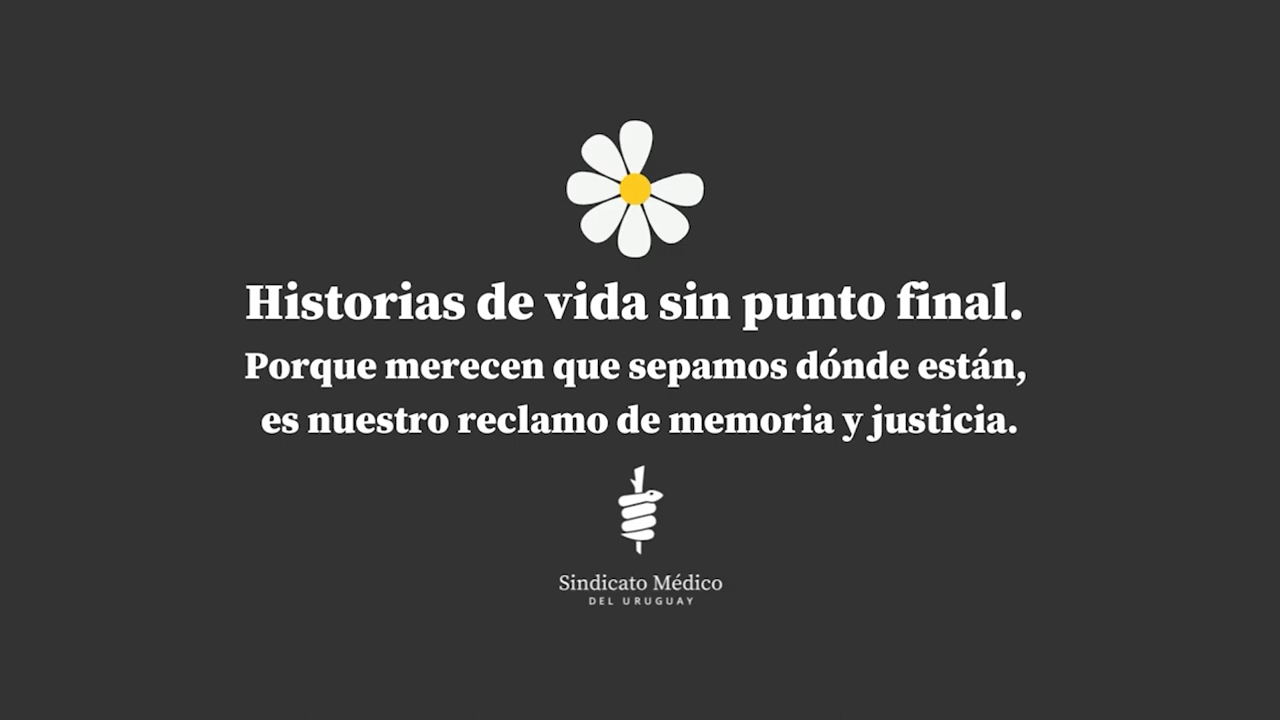 Historias de vida sin punto final.
Porque merecen que sepamos dónde están,
es nuestro reclamo de memoria y justicia.
Sindicato Médico
DEL URUGUAY